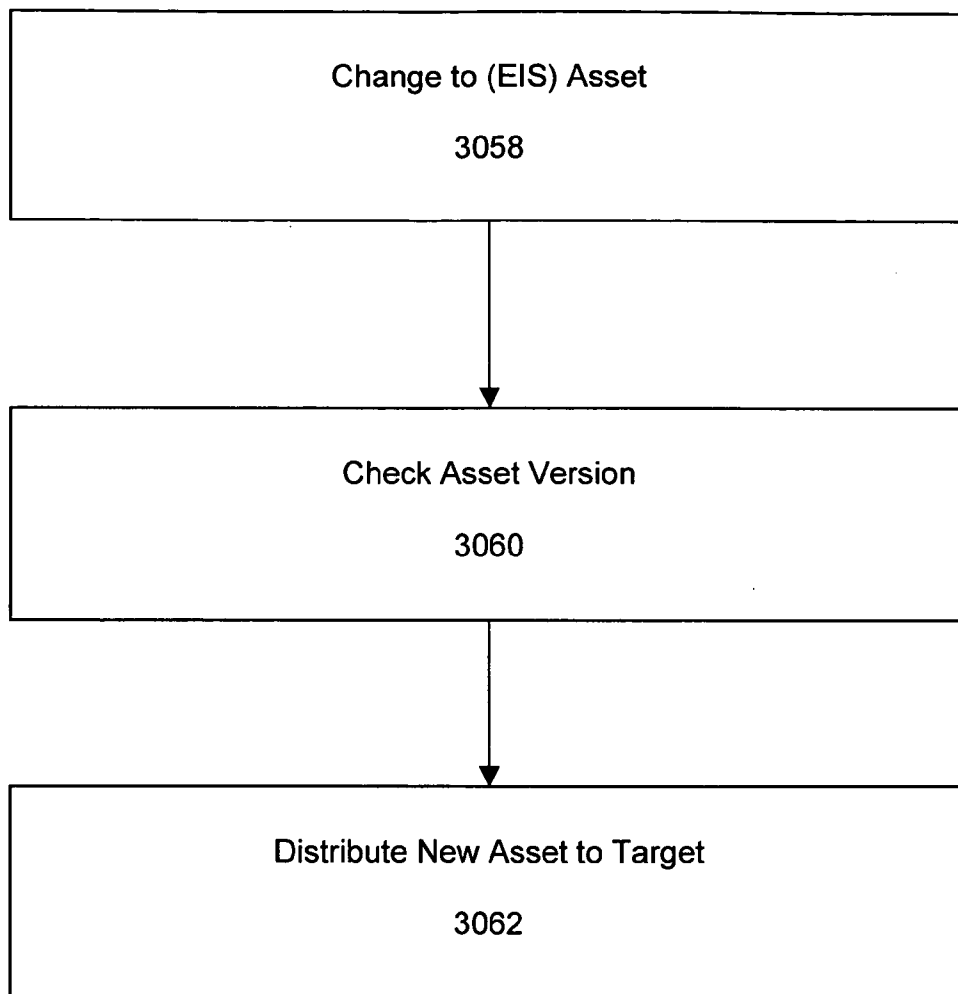 Change to (EIS) Asset
3058
Check Asset Version
3060
Distribute New Asset to Target
3062